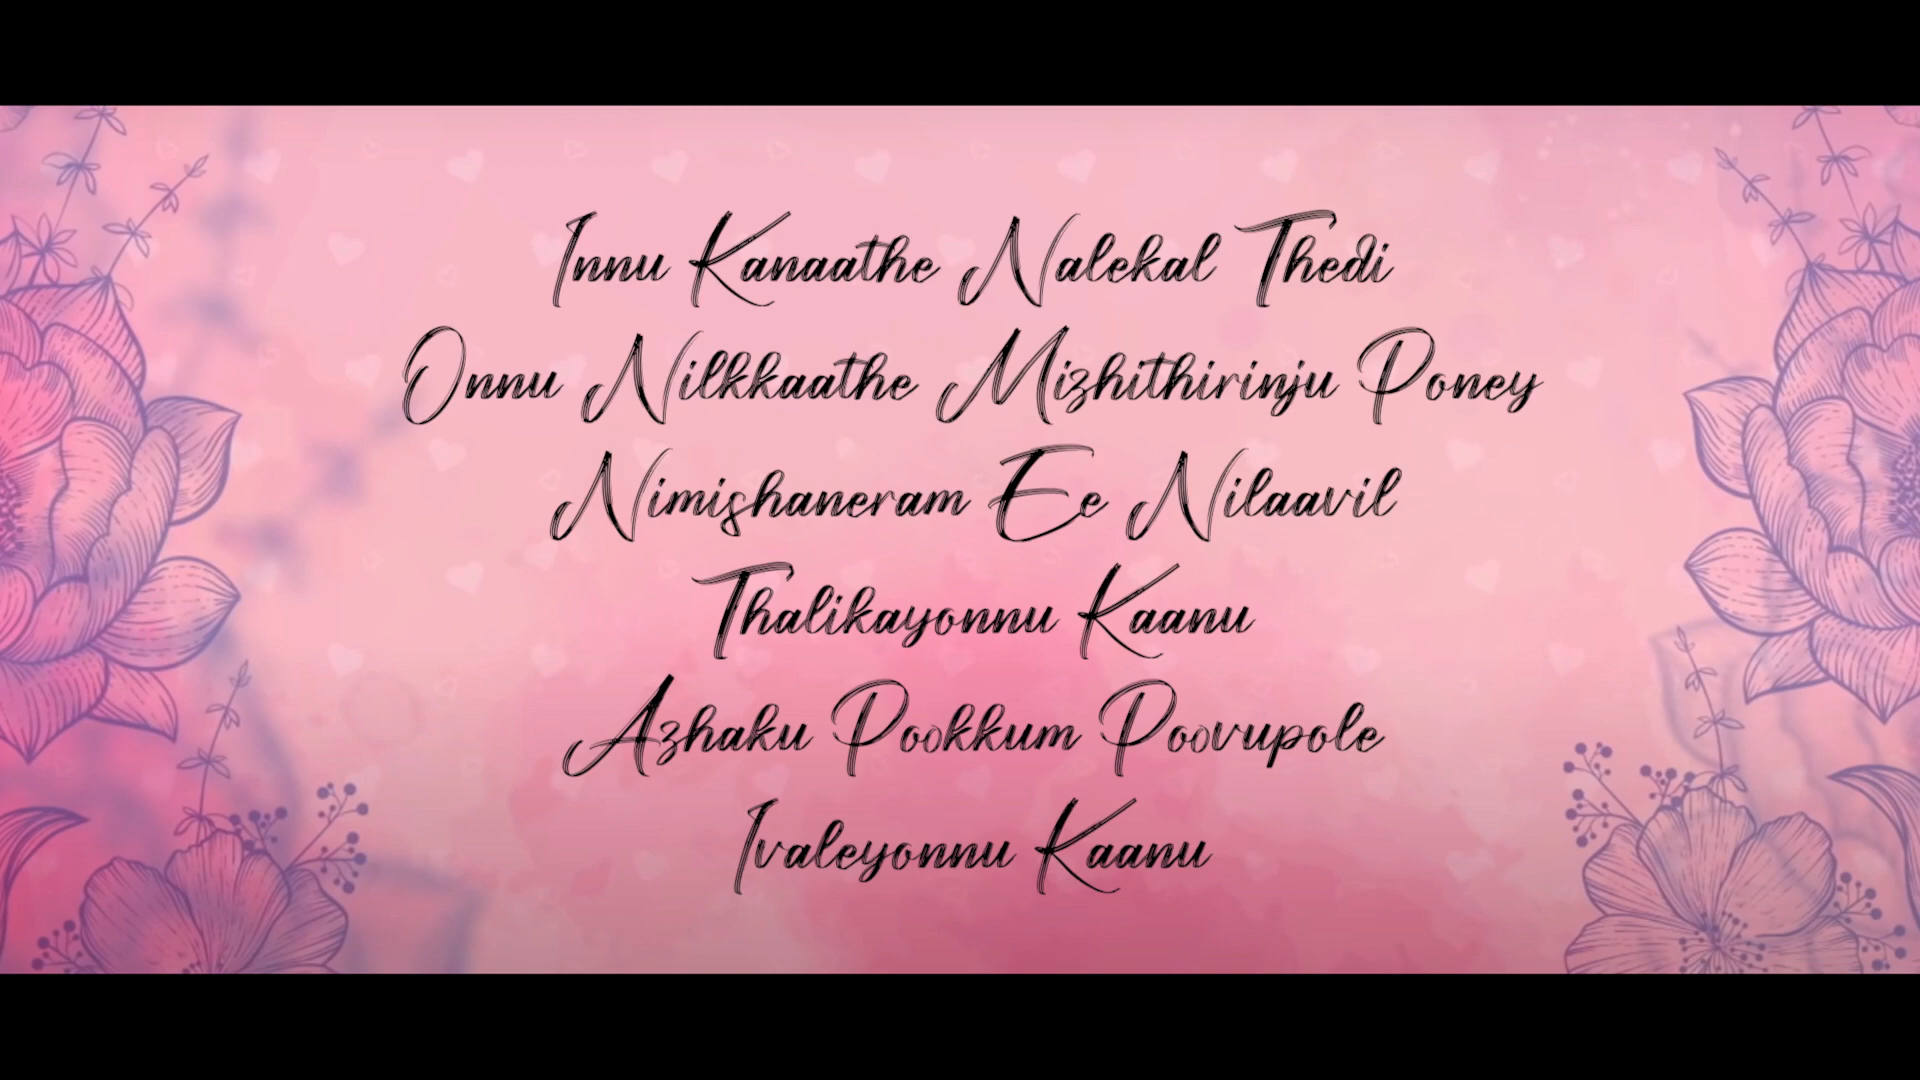 Innu Kanaathe Nalekal Thedi
Onnu Nilkkaathe Mizhithirinju Poney
Nimishaneram Ee Nilaavil
Thalikayonnu Kaanu
Azhaku Pookkum Poovupole
Ivaleyonnu Kaanu